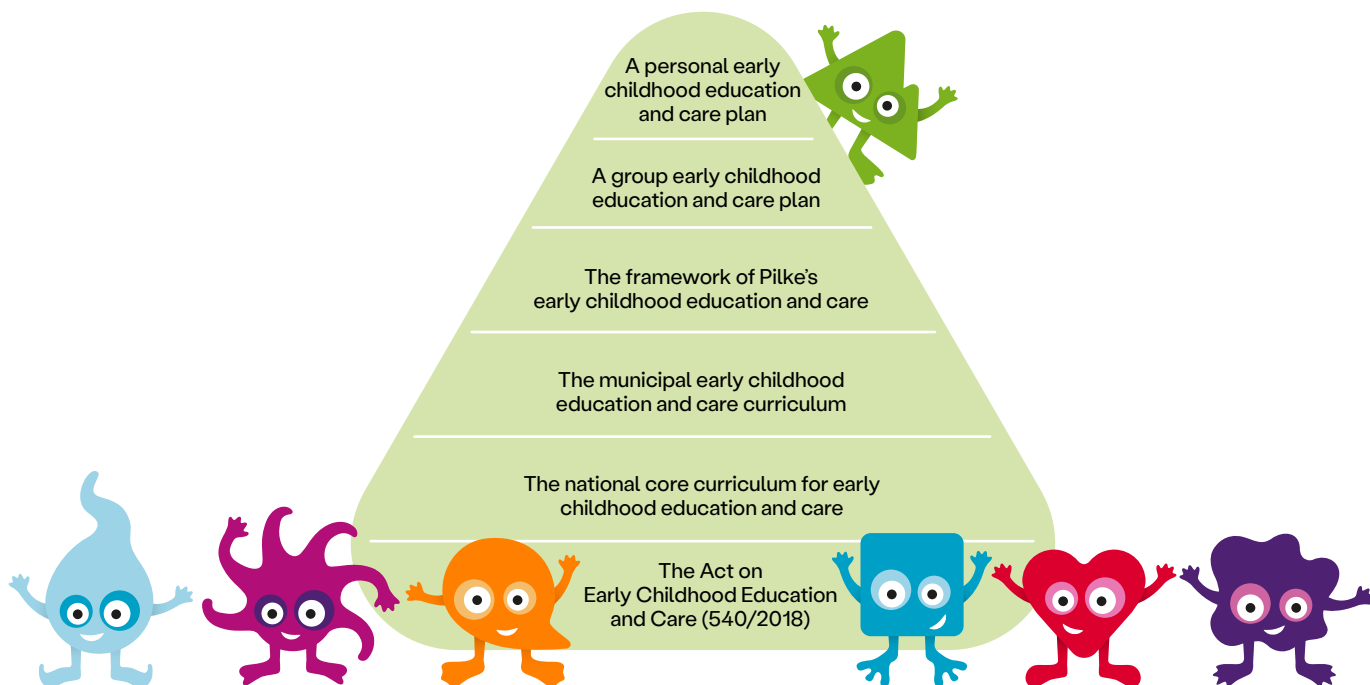 A personal early
childhood education
and care plan
A group early childhood
education and care plan
The framework of Pilke’s
early childhood education and care
The municipal early childhood
education and care curriculum
The national core curriculum for early
childhood education and care
The Act on
Early Childhood Education
and Care (540/2018)